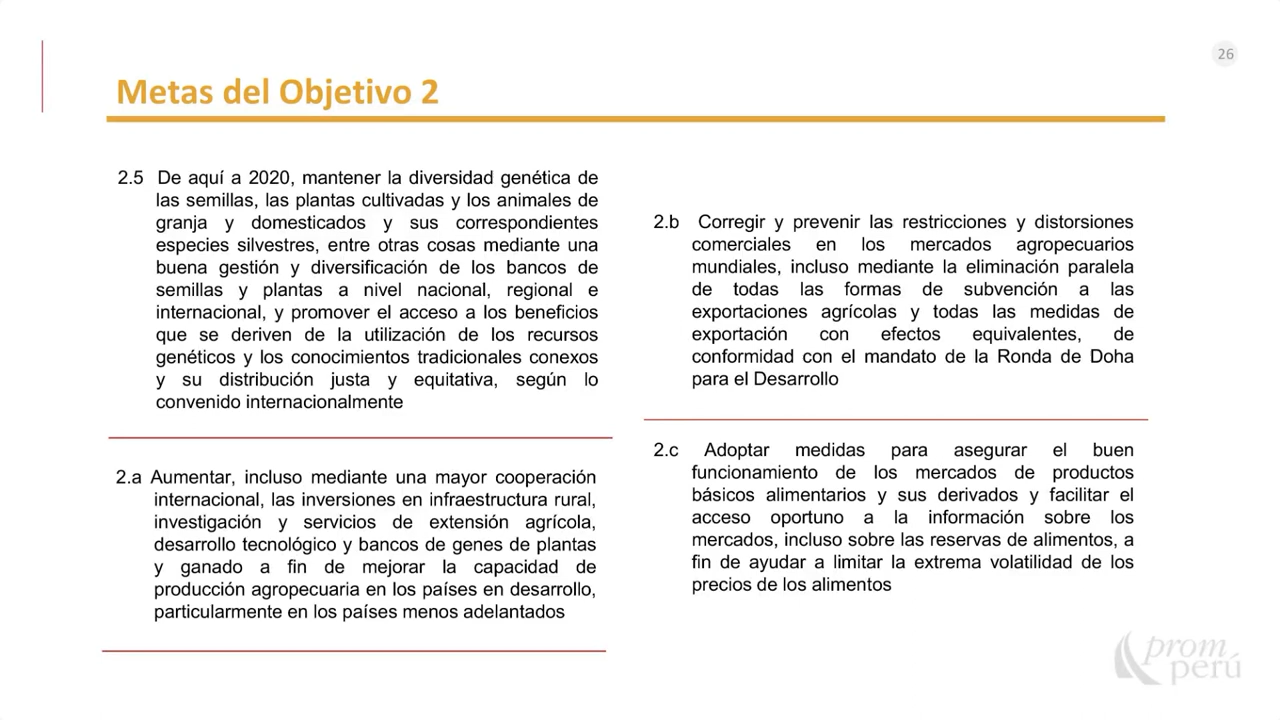 26
Metas del Objetivo 2
2.5 De aquí a 2020, mantener la diversidad genética de
las semillas, las plantas cultivadas y los animales de
granja y domesticados y sus correspondientes
especies silvestres, entre otras cosas mediante una
buena gestión y diversificación de los bancos de
semillas y plantas a nivel nacional, regional e
internacional, y promover el acceso a los beneficios
que se deriven de la utilización de los recursos
genéticos y los conocimientos tradicionales conexos
y su distribución justa y equitativa, según lo
convenido internacionalmente
2.a Aumentar, incluso mediante una mayor cooperación
internacional, las inversiones en infraestructura rural,
investigación y servicios de extensión agrícola,
desarrollo tecnológico y bancos de genes de plantas
y ganado a fin de mejorar la capacidad de
producción agropecuaria en los países en desarrollo,
particularmente en los países menos adelantados
2.b Corregir y prevenir las restricciones y distorsiones
comerciales en los mercados agropecuarios
mundiales, incluso mediante la eliminación paralela
de todas las formas de subvención a las
exportaciones agrícolas y todas las medidas de
exportación con efectos equivalentes, de
conformidad con el mandato de la Ronda de Doha
para el Desarrollo
2.c Adoptar medidas para asegurar el buen
funcionamiento de los mercados de productos
básicos alimentarios y sus derivados y facilitar el
acceso oportuno a la información sobre los
mercados, incluso sobre las reservas de alimentos, a
fin de ayudar a limitar la extrema volatilidad de los
precios de los alimentos
prom
perú